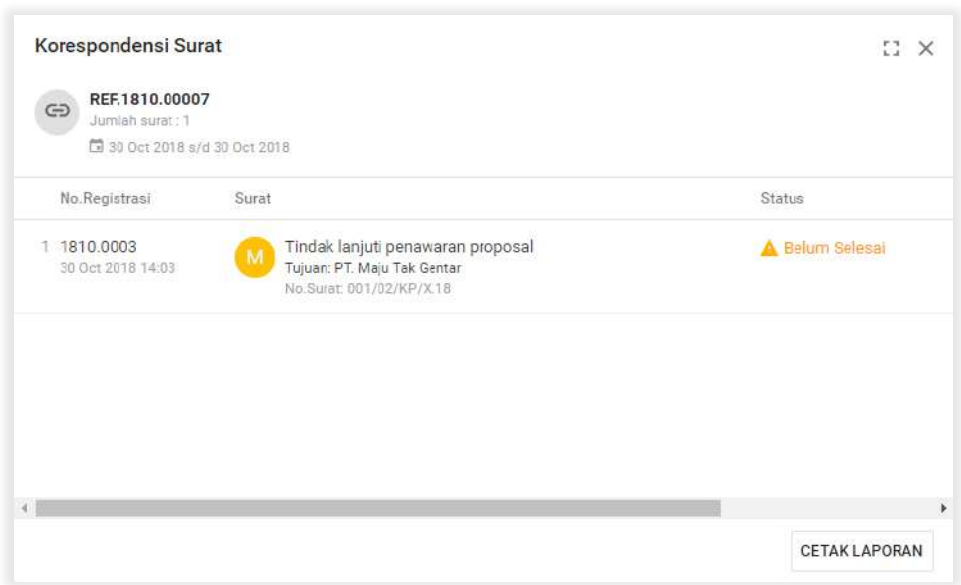 Korespondensi Surat
REF.1810.00007
Jumlah surat : 1
30 Oct 2018 s/d 30 Oct 2018
No.Registrasi Surat Status
1 1810.0003 M Tindak lanjuti penawaran proposal Belum Selesai
30 Oct 2018 14:03 Tujuan: PT. Maju Tak Gentar
No.Surat: 001/02/KP/X.18
CETAK LAPORAN